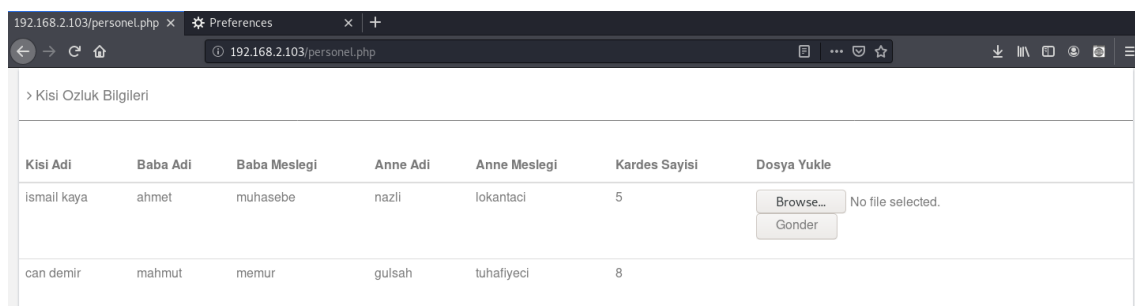 192.168.2.103/personel.php
Preferences
192.168.2.103/personel.php
> Kisi Ozluk Bilgileri
Kisi Adi Baba Adi Baba Meslegi Anne Adi Anne Meslegi Kardes Sayisi Dosya Yukle
ismail kaya ahmet muhasebe nazli lokantaci 5 Browse... No file selected.
Gonder
can demir mahmut memur gulsah tuhafiyeci 8